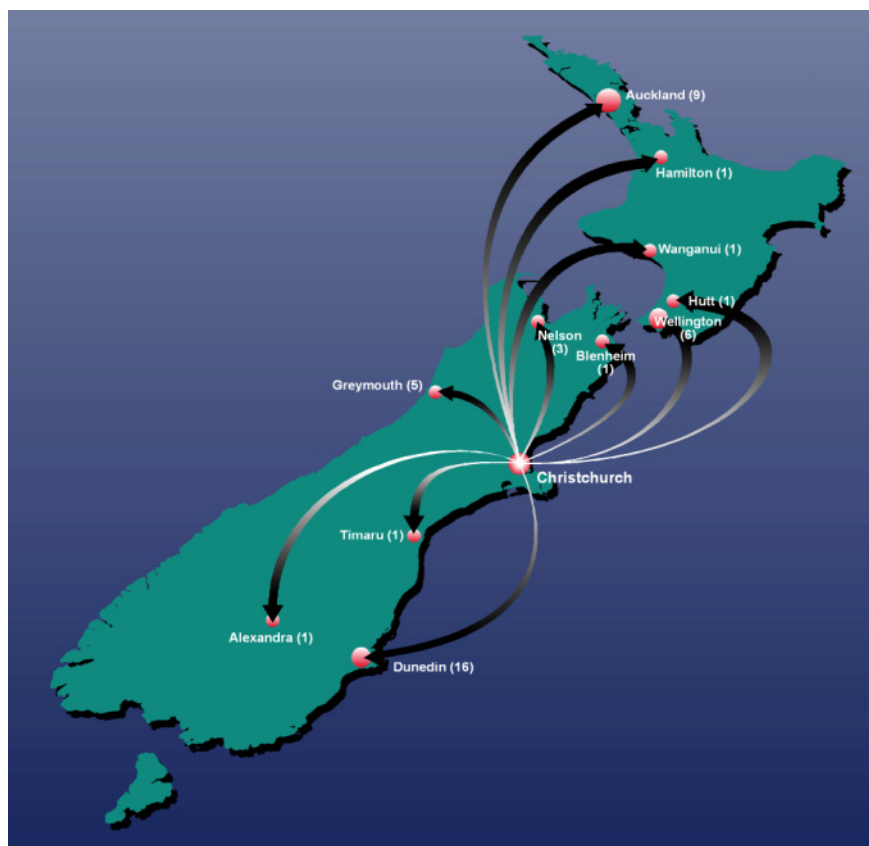 Auckland (9)
Hamilton (1)
Wanganui (1)
Hutt (1)
Wellington
(6)
Nelson
(3)
Blenheim
(1)
Greymouth (5)
Christchurch
Timaru (1)
Alexandra (1)
Dunedin (16)